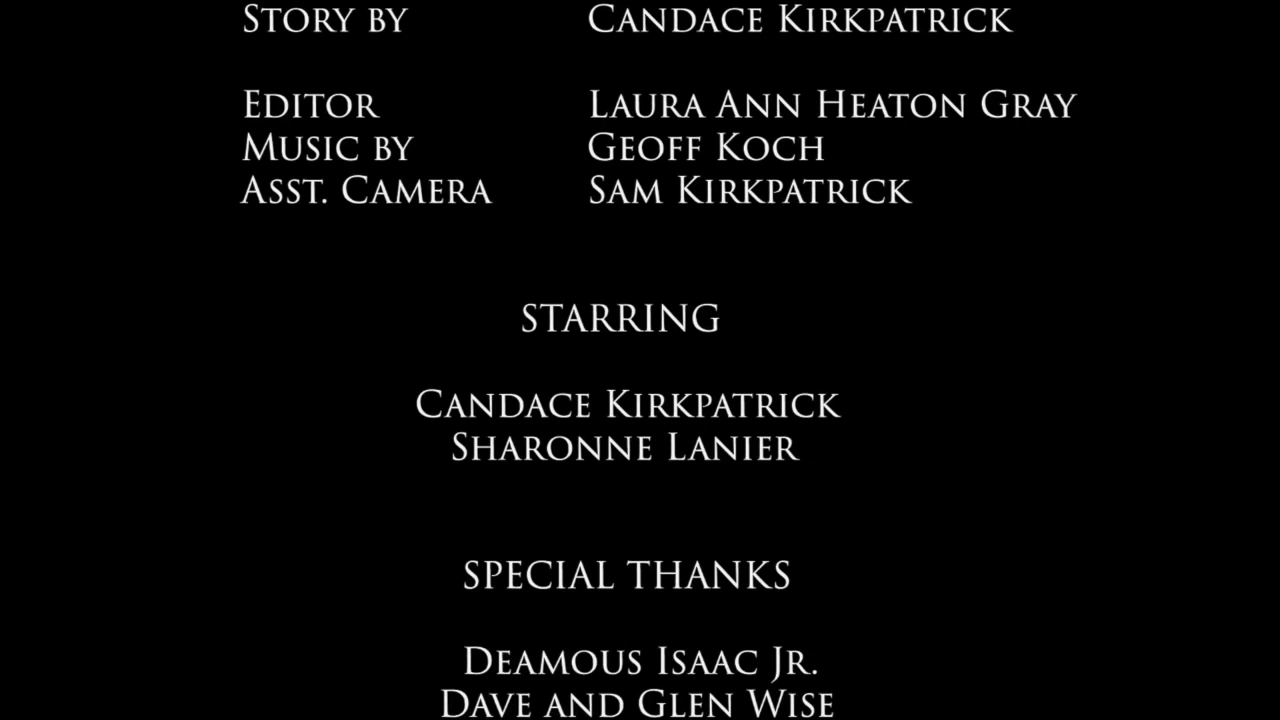 Story by Candace Kirkpatrick
Editor Laura Ann Heaton Gray
Music by Geoff Koch
Asst. Camera Sam Kirkpatrick
STARRING
Candace Kirkpatrick
Sharonne Lanier
SPECIAL THANKS
Deamous Isaac Jr.
Dave and Glen Wise